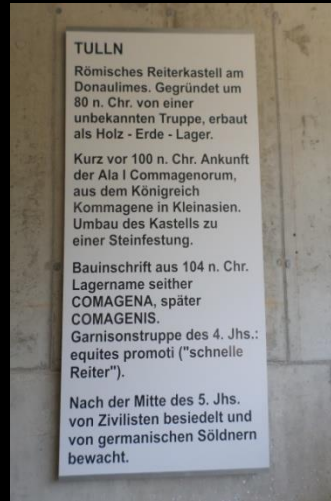 TULLN
Römisches Reiterkastell am
Donaulimes. Gegründet um
80 n. Chr. von einer
unbekannten Truppe, erbaut
als Holz - Erde - Lager.
Kurz vor 100 n. Chr. Ankunft
der Ala I Commagenorum,
aus dem Königreich
Kommagene in Kleinasien.
Umbau des Kastells zu
einer Steinfestung.
Bauinschrift aus 104 n. Chr.
Lagername seither
COMAGENA, später
COMAGENIS.
Garnisonstruppe des 4. Jhs.:
equites promoti ("schnelle
Reiter").
Nach der Mitte des 5. Jhs.
von Zivilisten besiedelt und
von germanischen Söldnern
bewacht.